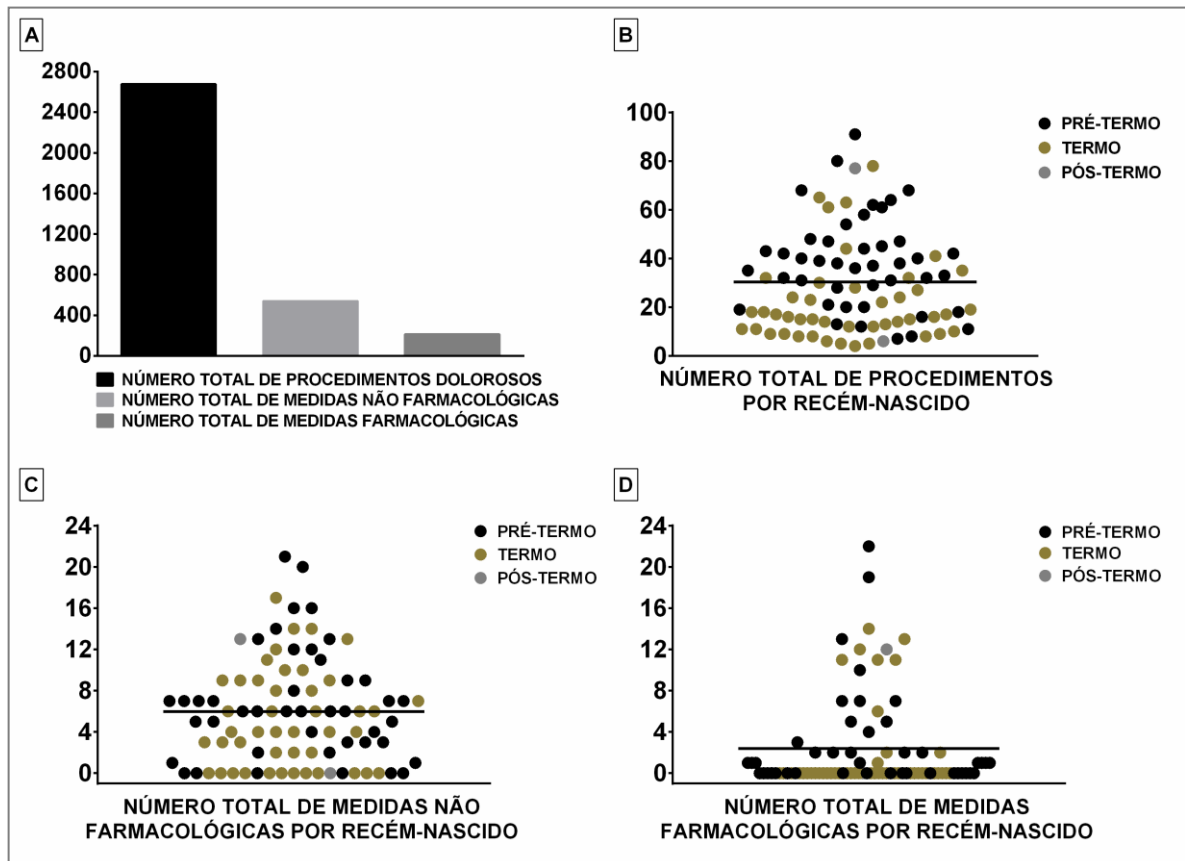 A
2800
2400
2000
1600
1200
800
400
0
NÚMERO TOTAL DE PROCEDIMENTOS DOLOROSOS
NÚMERO TOTAL DE MEDIDAS NÃO FARMACOLÓGICAS
NÚMERO TOTAL DE MEDIDAS FARMACOLÓGICAS
B
100
80
60
40
20
0
PRÉ-TERMO
TERMO
PÓS-TERMO
NÚMERO TOTAL DE PROCEDIMENTOS
POR RECÉM-NASCIDO
C
24
20
16
12
8
4
0
PRÉ-TERMO
TERMO
PÓS-TERMO
NÚMERO TOTAL DE MEDIDAS NÃO
FARMACOLÓGICAS POR RECÉM-NASCIDO
D
24
20
16
12
8
4
0
PRÉ-TERMO
TERMO
PÓS-TERMO
NÚMERO TOTAL DE MEDIDAS
FARMACOLÓGICAS POR RECÉM-NASCIDO